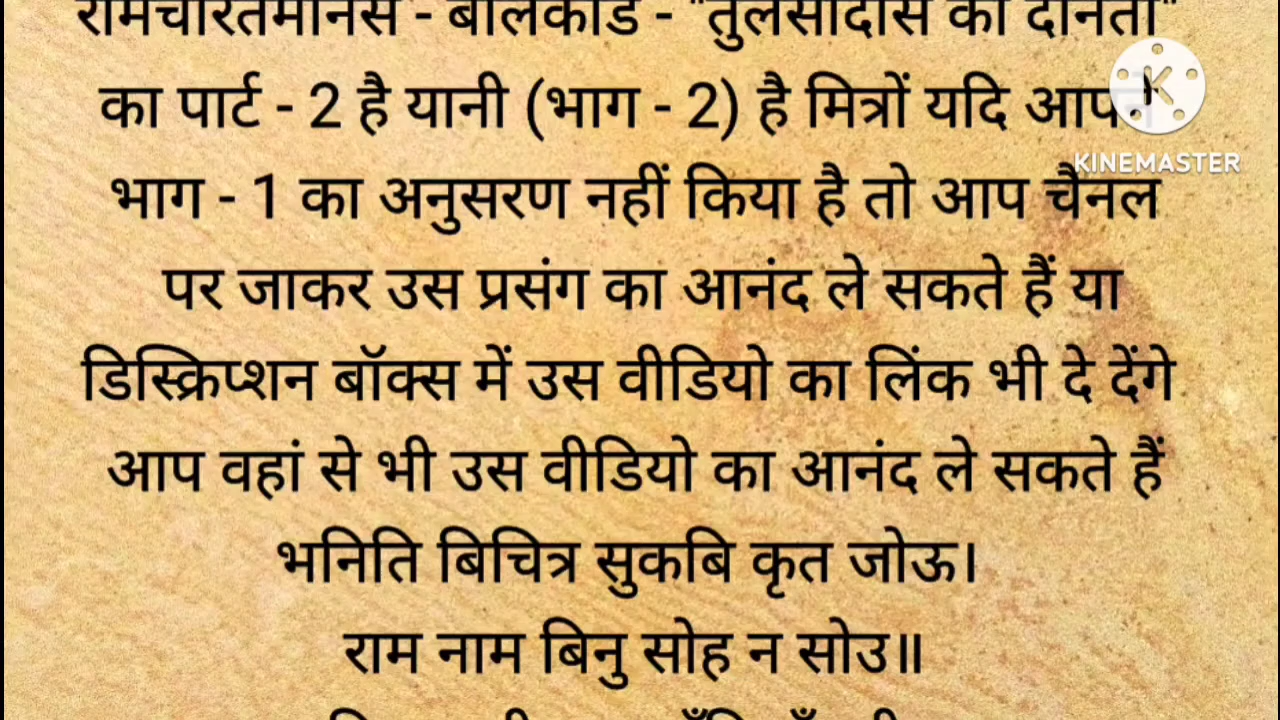 रामचरितमानस - बालकांड - "तुलसीदास की दीनता"
का पार्ट - 2 है यानी (भाग - 2) है मित्रों यदि आपने
KINEMASTER
भाग - 1 का अनुसरण नहीं किया है तो आप चैनल
पर जाकर उस प्रसंग का आनंद ले सकते हैं या
डिस्क्रिप्शन बॉक्स में उस वीडियो का लिंक भी दे देंगे
आप वहां से भी उस वीडियो का आनंद ले सकते हैं
भनिति बिचित्र सुकबि कृत जोऊ।
राम नाम बिनु सोह न सोउ॥